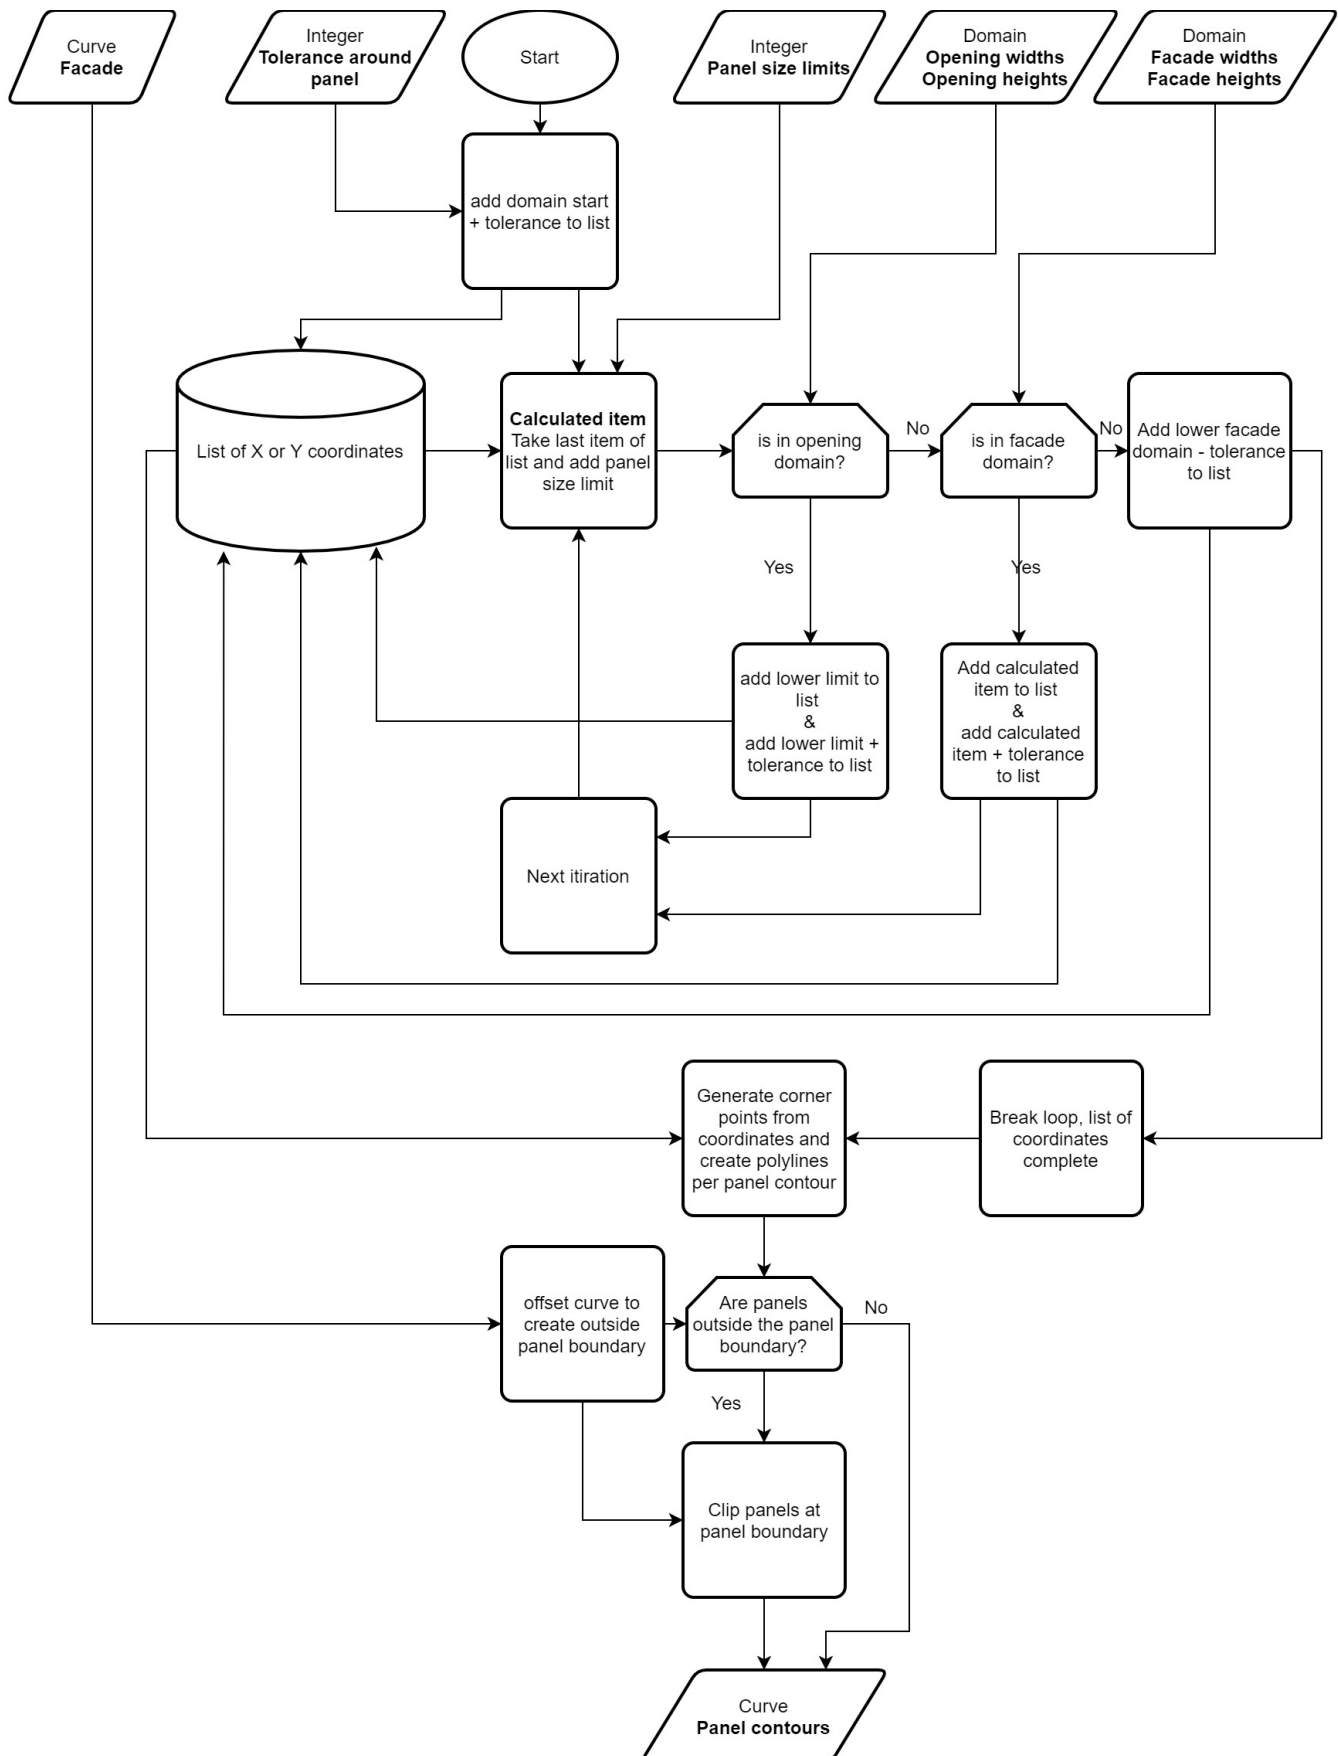 Curve
Facade
Integer
Tolerance around
panel
Start
Integer
Panel size limits
Domain
Opening widths
Opening heights
Domain
Facade widths
Facade heights
add domain start
+ tolerance to list
List of X or Y coordinates
Calculated item
Take last item of
list and add panel
size limit
is in opening
domain?
No
is in facade
domain?
No
Add lower facade
domain - tolerance
to list
Yes
Yes
add lower limit to
list
&
add lower limit +
tolerance to list
Add calculated
item to list
&
add calculated
item + tolerance
to list
Next itiration
Generate corner
points from
coordinates and
create polylines
per panel contour
Break loop, list of
coordinates
complete
offset curve to
create outside
panel boundary
Are panels
outside the panel
boundary?
No
Yes
Clip panels at
panel boundary
Curve
Panel contours